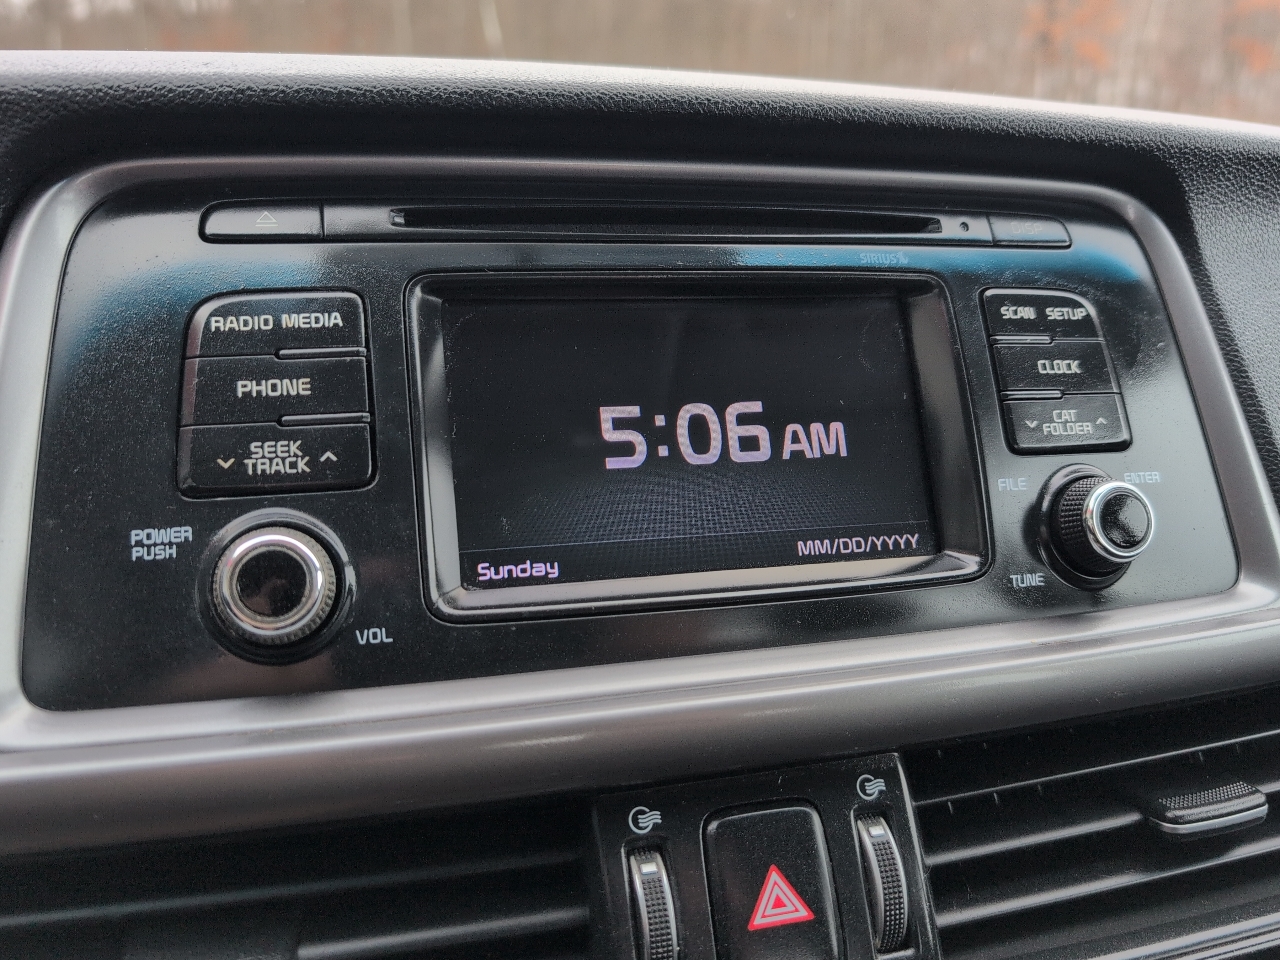 DISP
SIRIUS
RADIO MEDIA
PHONE
SEEK
TRACK
POWER
PUSH
VOL
5:06 AM
Sunday
MM/DD/YYYY
SCAN SETUP
CLOCK
CAT
FOLDER
FILE
ENTER
TUNE